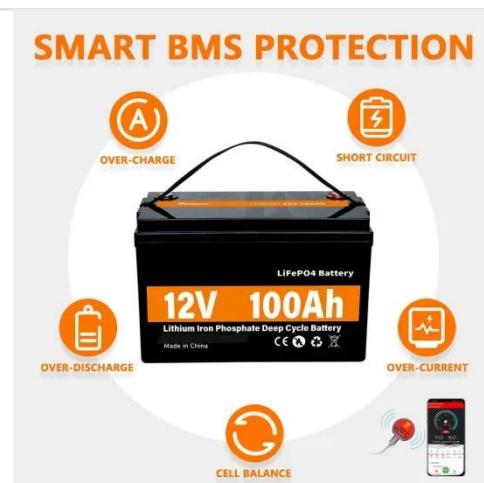 SMART BMS PROTECTION
OVER-CHARGE
SHORT CIRCUIT
LiFePO4 Battery
12V 100Ah
Lithium Iron Phosphate Deep Cycle Battery
Made in China
OVER-DISCHARGE
OVER-CURRENT
CELL BALANCE